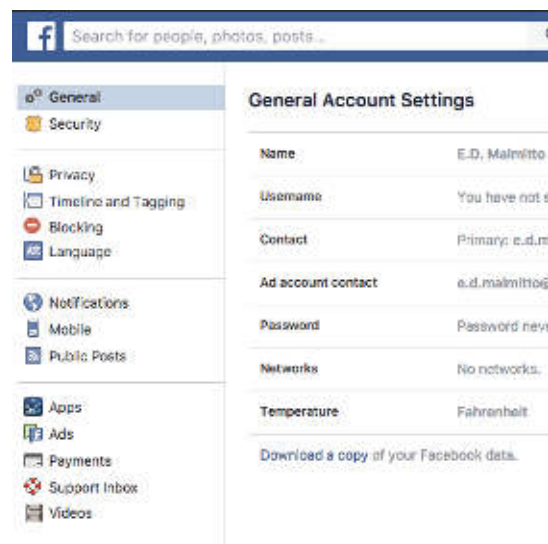 f
Search for people, photos, posts...
General
Security
Privacy
Timeline and Tagging
Blocking
Language
Notifications
Mobile
Public Posts
Apps
Ads
Payments
Support Inbox
Videos
General Account Settings
Name E.D. Malmitto
Username You have not s
Contact Primary: e.d.m
Ad account contact e.d.malmitto@
Password Password neve
Networks No networks.
Temperature Fahrenheit
Download a copy of your Facebook data.